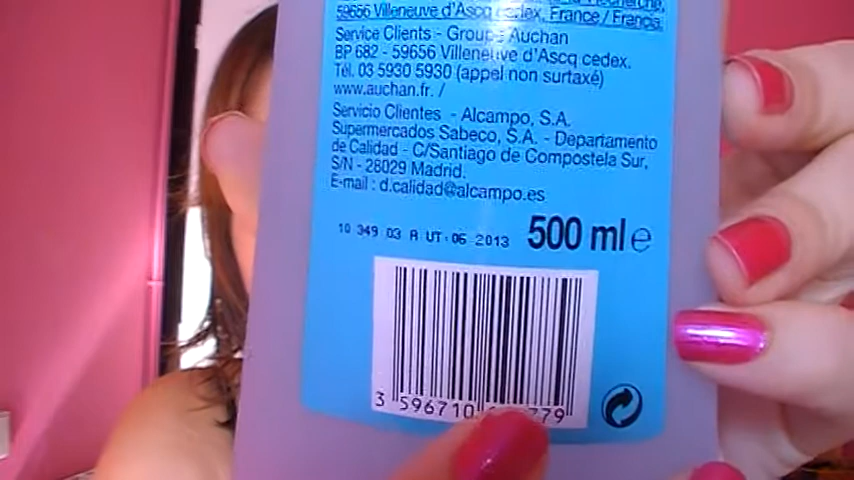 59656 Villeneuve d'Ascq cedex, France / Francia.
Service Clients - Groupe Auchan
BP 682 - 59656 Villeneuve d'Ascq cedex.
Tél. 03 5930 5930 (appel non surtaxé)
www.auchan.fr. /
Servicio Clientes - Alcampo, S.A.
Supermercados Sabeco, S.A. - Departamento
de Calidad - C/Santiago de Compostela Sur,
S/N - 28029 Madrid.
E-mail : d.calidad@alcampo.es
10 349 03 A UT:06 2013
500 ml e
3 596710 779